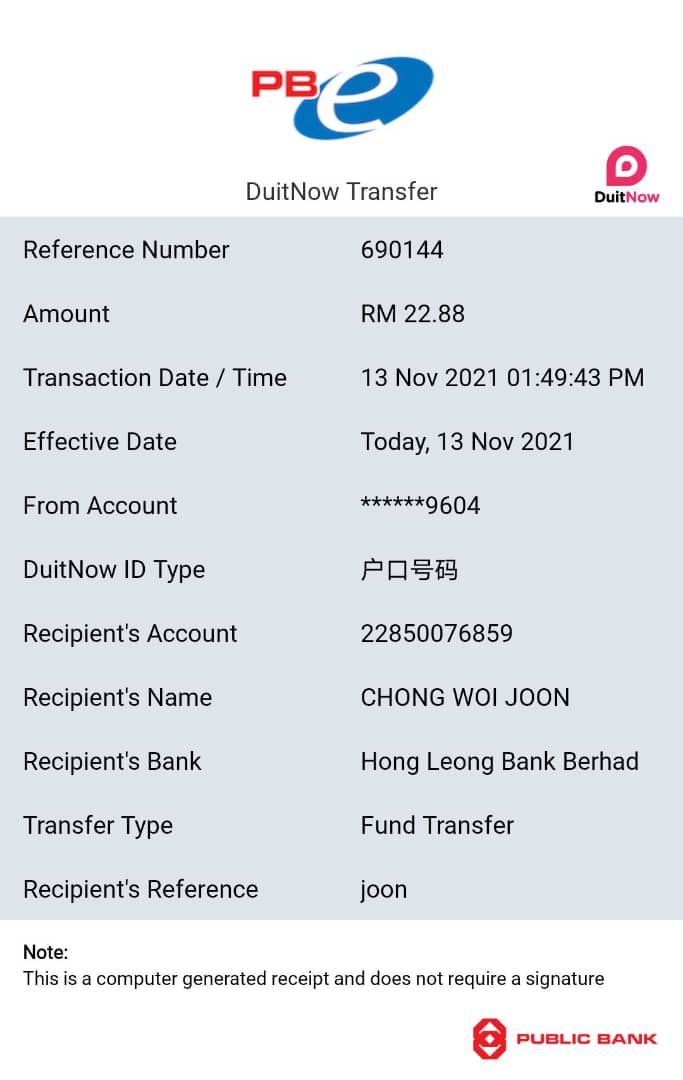 PBe
DuitNow Transfer
DuitNow
Reference Number 690144
Amount RM 22.88
Transaction Date / Time 13 Nov 2021 01:49:43 PM
Effective Date Today, 13 Nov 2021
From Account ******9604
DuitNow ID Type 户口号码
Recipient's Account 22850076859
Recipient's Name CHONG WOI JOON
Recipient's Bank Hong Leong Bank Berhad
Transfer Type Fund Transfer
Recipient's Reference joon
Note:
This is a computer generated receipt and does not require a signature
PUBLIC BANK